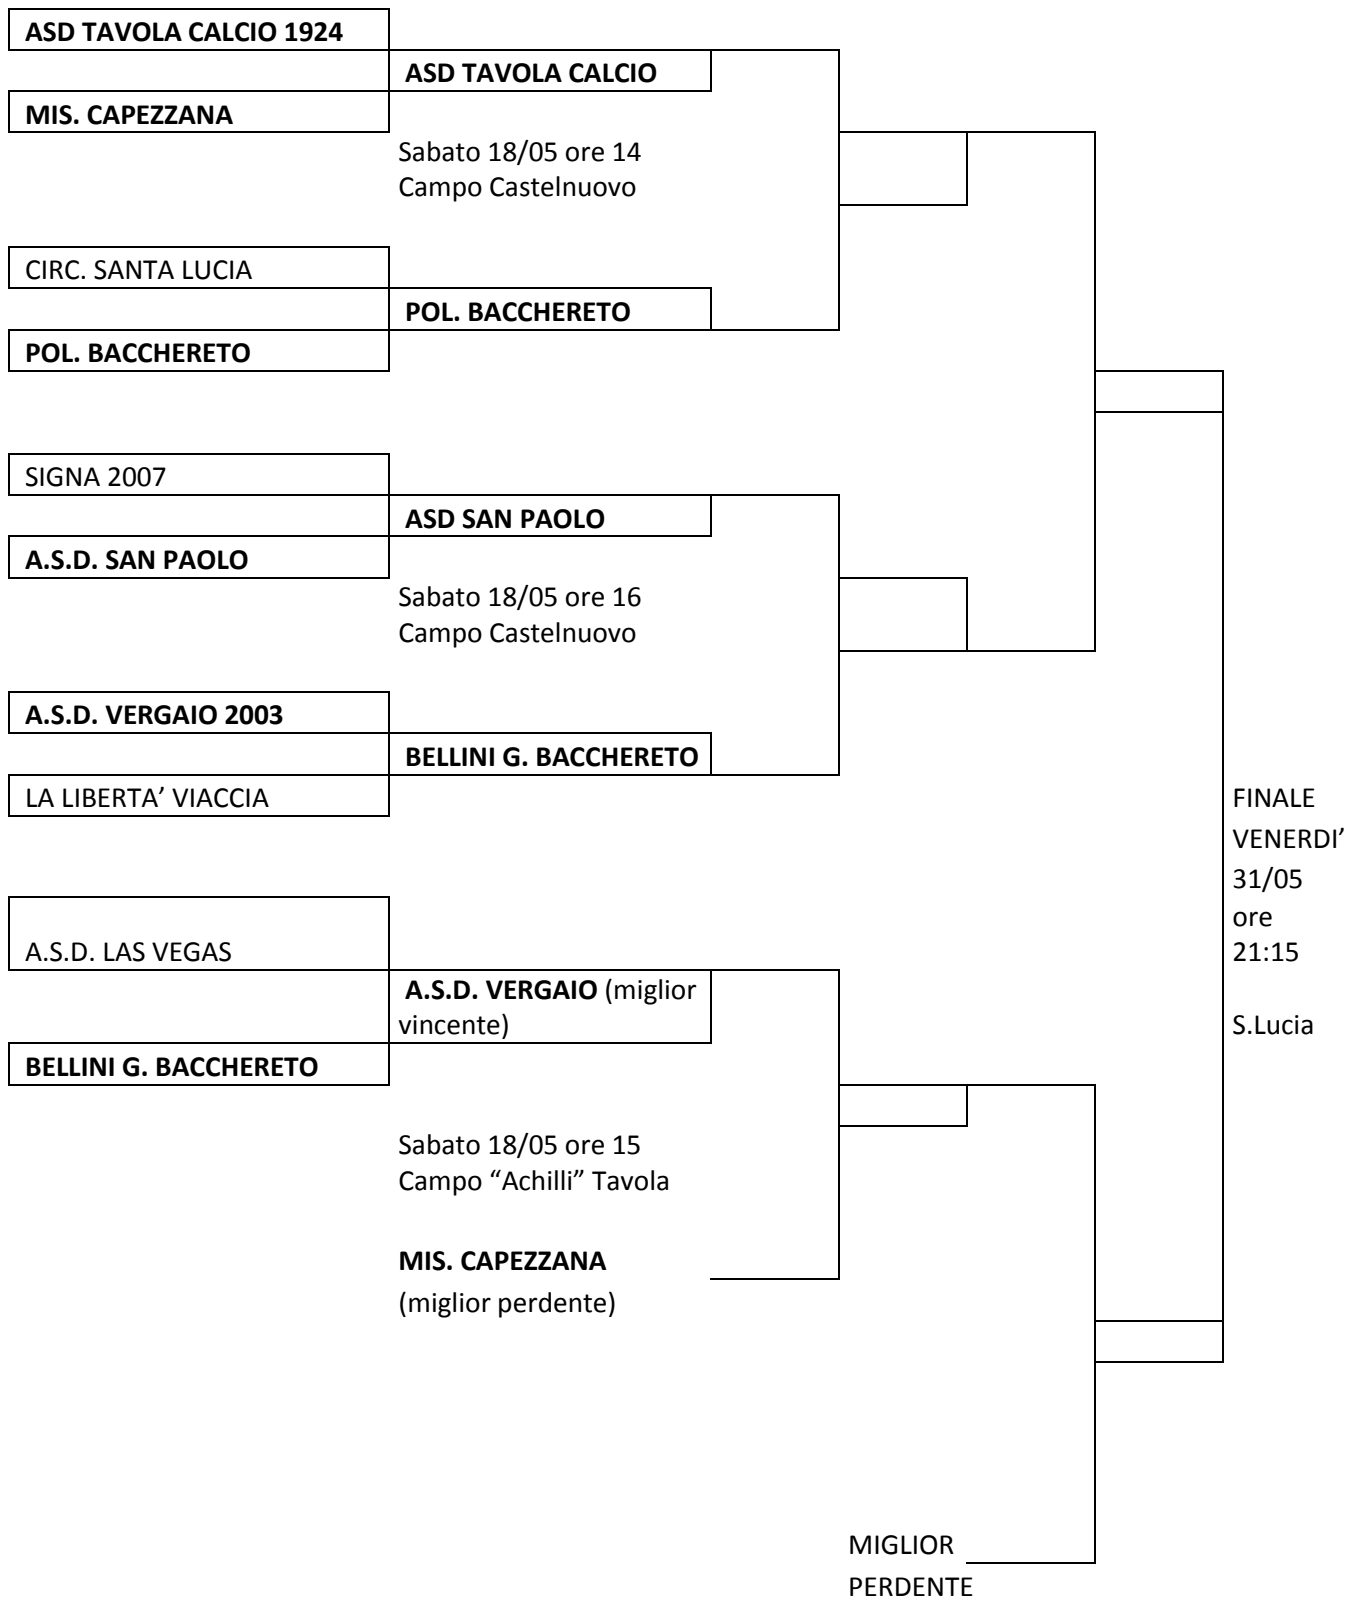 ASD TAVOLA CALCIO 1924
ASD TAVOLA CALCIO
MIS. CAPEZZANA
Sabato 18/05 ore 14
Campo Castelnuovo
CIRC. SANTA LUCIA
POL. BACCHERETO
POL. BACCHERETO
SIGNA 2007
ASD SAN PAOLO
A.S.D. SAN PAOLO
Sabato 18/05 ore 16
Campo Castelnuovo
A.S.D. VERGAIO 2003
BELLINI G. BACCHERETO
LA LIBERTA’ VIACCIA
FINALE
VENERDI’
31/05
ore
21:15
S.Lucia
A.S.D. LAS VEGAS
A.S.D. VERGAIO (miglior
vincente)
BELLINI G. BACCHERETO
Sabato 18/05 ore 15
Campo “Achilli” Tavola
MIS. CAPEZZANA
(miglior perdente)
MIGLIOR
PERDENTE